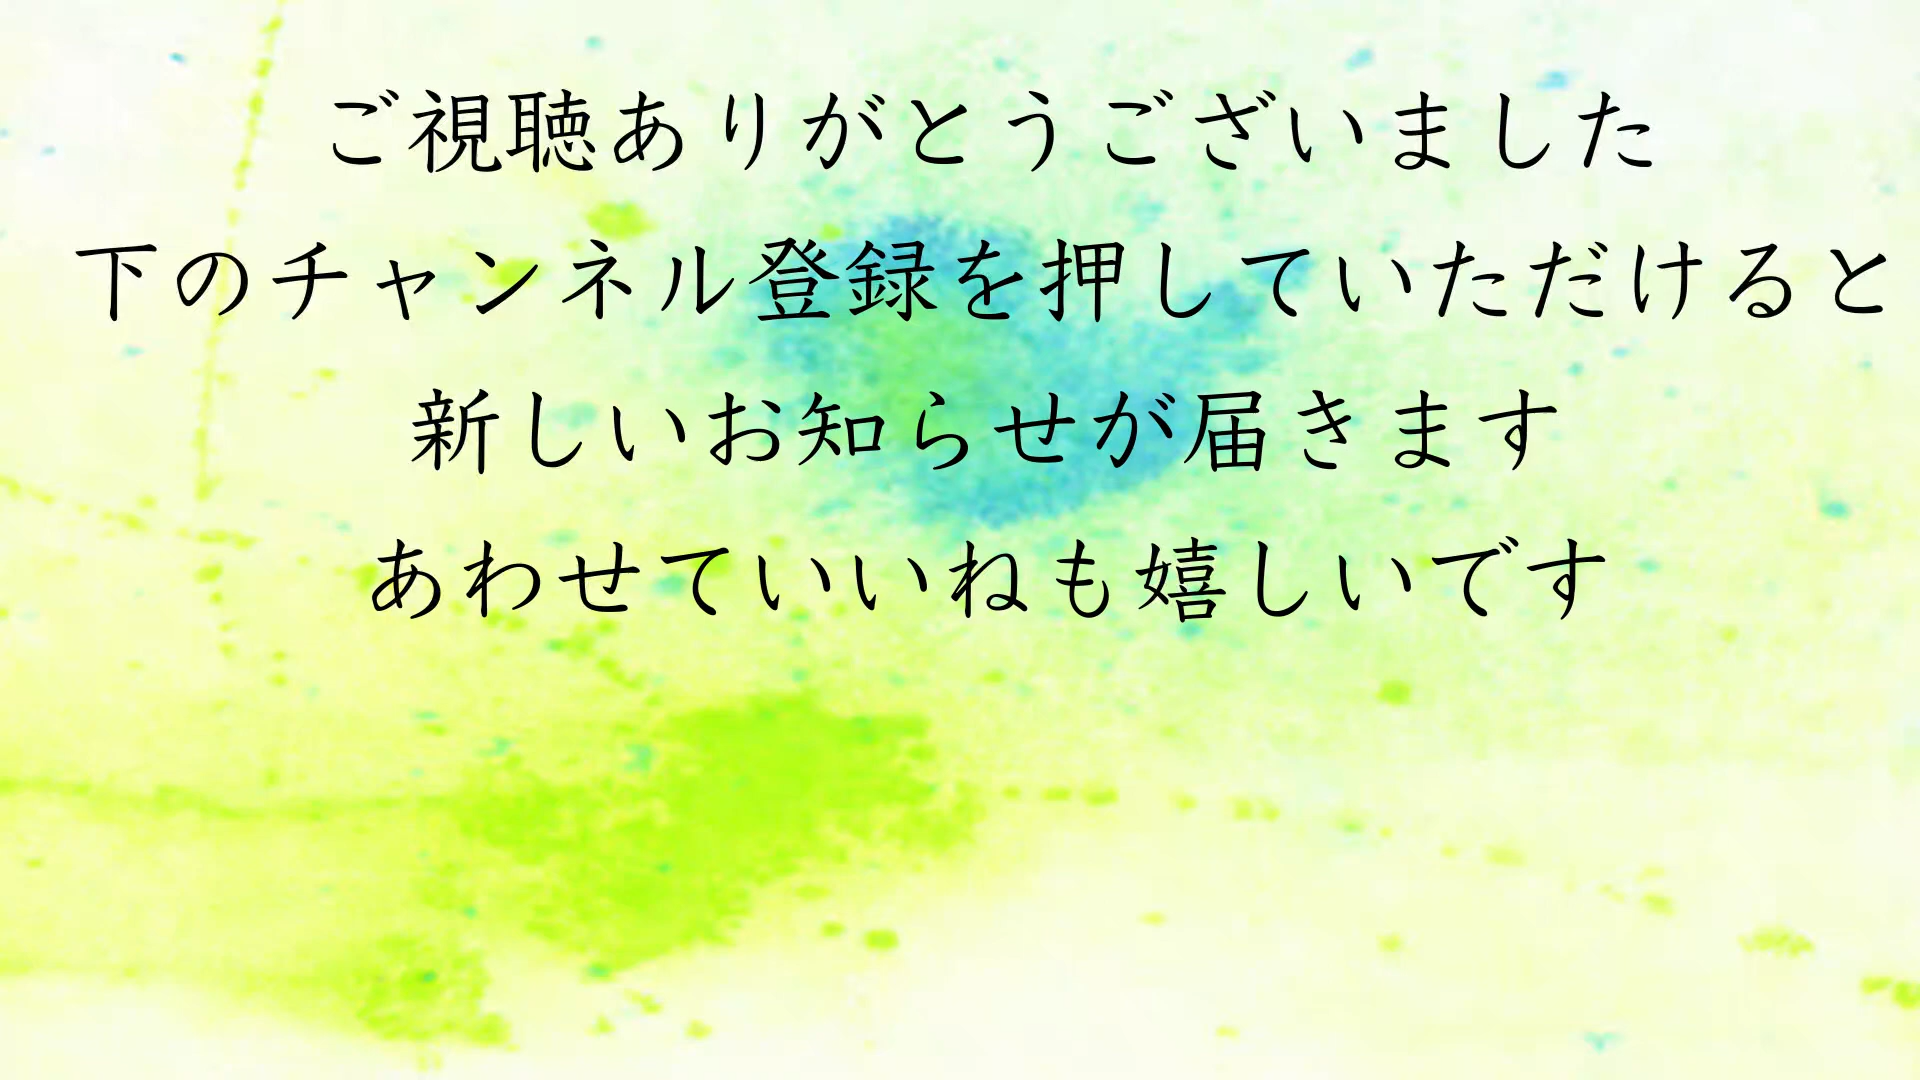 ご視聴ありがとうございました
下のチャンネル登録を押していただけると
新しいお知らせが届きます
あわせていいねも嬉しいです